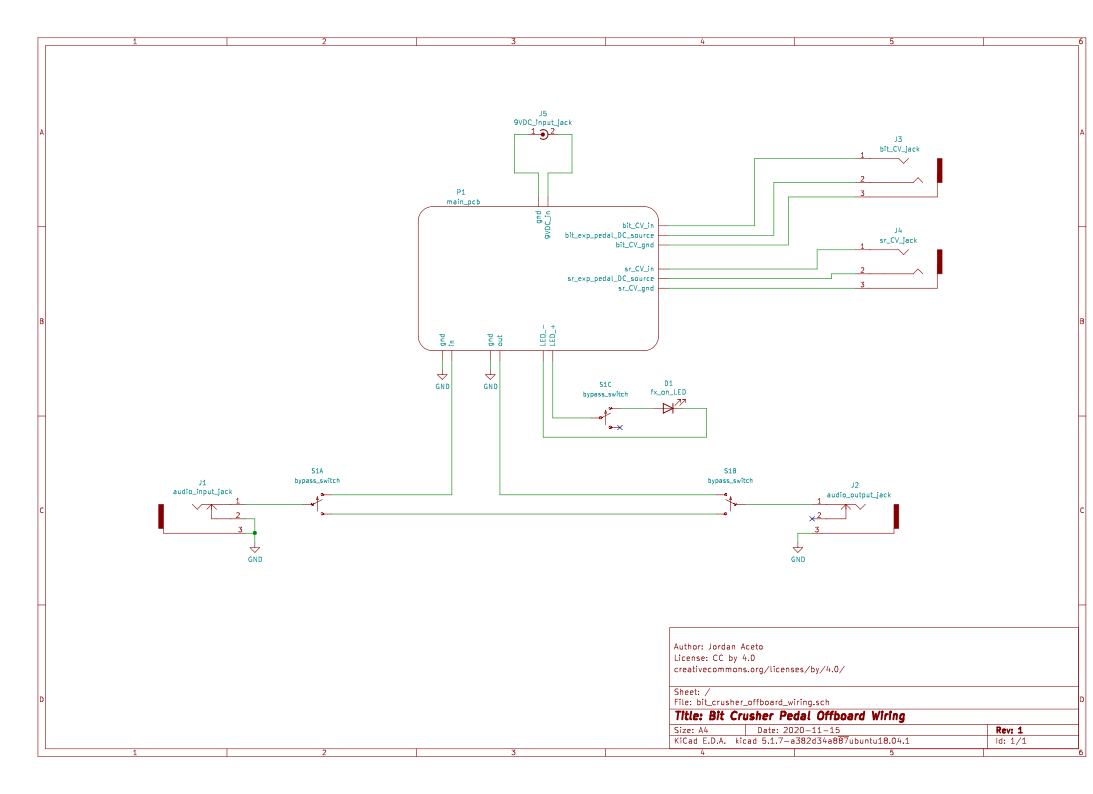 1 2 3 4 5 6
A A
J5
9VDC_input_jack
1 2
J3
bit_CV_jack
1
2
3
P1
main_pcb
gnd
9VDC_in
bit_CV_in
bit_exp_pedal_DC_source
bit_CV_gnd
J4
sr_CV_jack
1
2
3
sr_CV_in
sr_exp_pedal_DC_source
sr_CV_gnd
B B
gnd
in
gnd
out
LED_-
LED_+
GND
GND
S1C
bypass_switch
D1
fx_on_LED
S1A
bypass_switch
S1B
bypass_switch
J1
audio_input_jack
1
2
3
GND
J2
audio_output_jack
1
2
3
GND
C C
Author: Jordan Aceto
License: CC by 4.0
creativecommons.org/licenses/by/4.0/
Sheet: /
File: bit_crusher_offboard_wiring.sch
Title: Bit Crusher Pedal Offboard Wiring
Size: A4 Date: 2020-11-15 Rev: 1
KiCad E.D.A. kicad 5.1.7-a382d34a887ubuntu18.04.1 Id: 1/1
D D
1 2 3 4 5 6